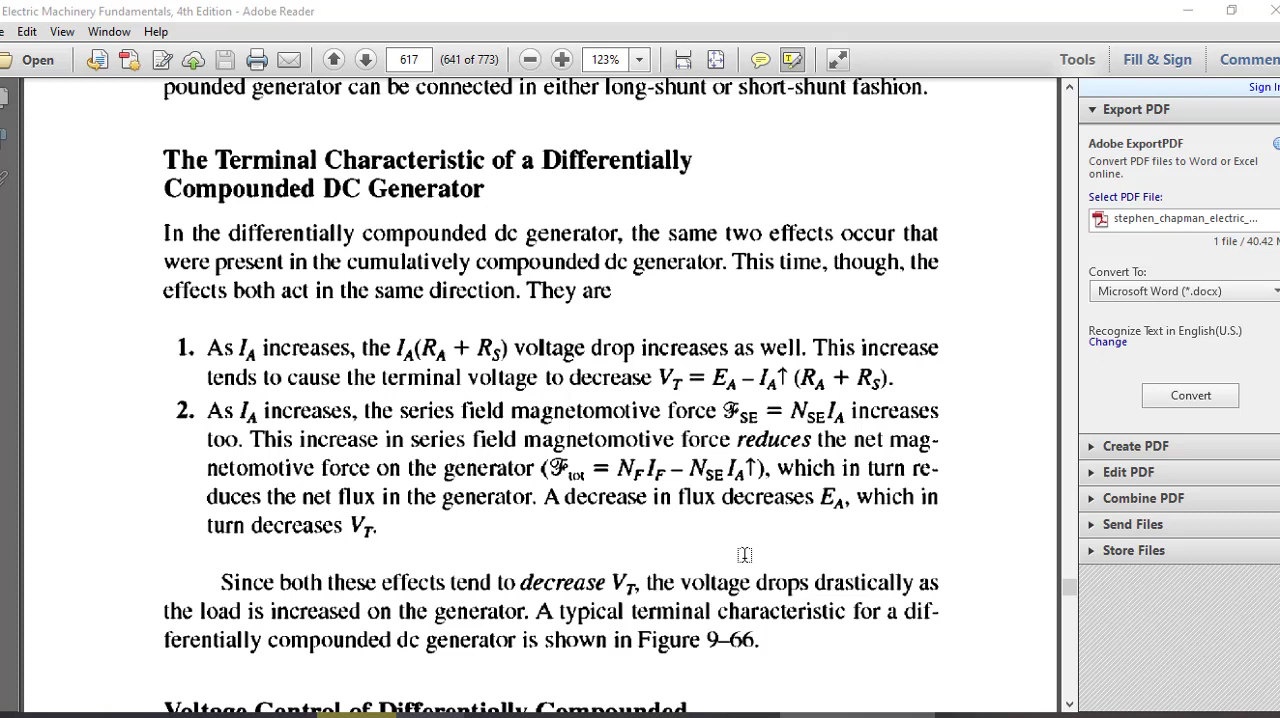 Electric Machinery Fundamentals, 4th Edition - Adobe Reader
Edit View Window Help
Open 617 (641 of 773) 123% Tools Fill & Sign Commen
Sign In
pounded generator can be connected in either long-shunt or short-shunt fashion.
The Terminal Characteristic of a Differentially
Compounded DC Generator
In the differentially compounded dc generator, the same two effects occur that
were present in the cumulatively compounded dc generator. This time, though, the
effects both act in the same direction. They are
1. As I_A increases, the I_A(R_A + R_S) voltage drop increases as well. This increase
tends to cause the terminal voltage to decrease V_T = E_A – I_A↑ (R_A + R_S).
2. As I_A increases, the series field magnetomotive force ℱ_SE = N_SE I_A increases
too. This increase in series field magnetomotive force reduces the net mag-
netomotive force on the generator (ℱ_tot = N_F I_F – N_SE I_A↑), which in turn re-
duces the net flux in the generator. A decrease in flux decreases E_A, which in
turn decreases V_T.
Since both these effects tend to decrease V_T, the voltage drops drastically as
the load is increased on the generator. A typical terminal characteristic for a dif-
ferentially compounded dc generator is shown in Figure 9–66.
Voltage Control of Differentially Compounded
Export PDF
Adobe ExportPDF
Convert PDF files to Word or Excel
online.
Select PDF File:
stephen_chapman_electric_...
1 file / 40.42 M
Convert To:
Microsoft Word (*.docx)
Recognize Text in English(U.S.)
Change
Convert
Create PDF
Edit PDF
Combine PDF
Send Files
Store Files